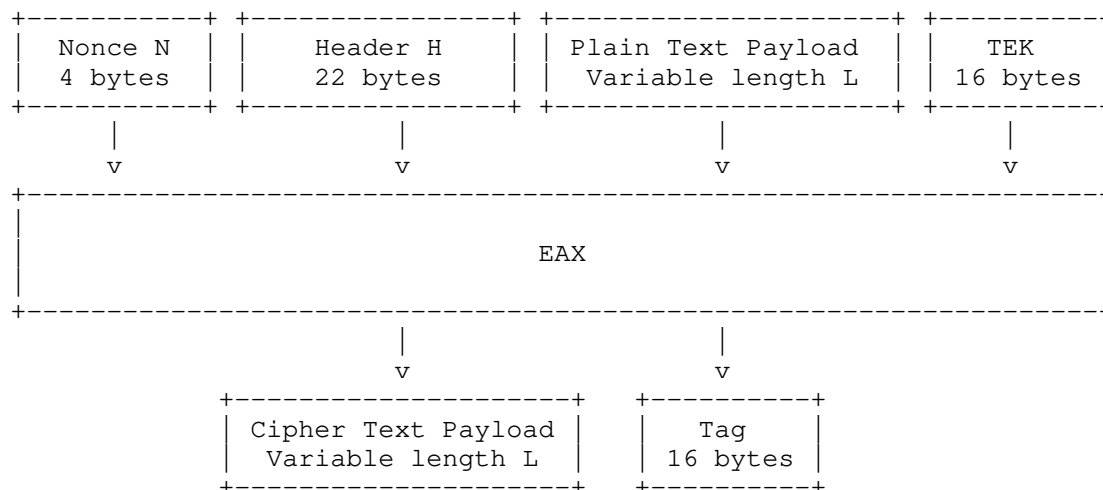 Nonce N Header H Plain Text Payload TEK
4 bytes 22 bytes Variable length L 16 bytes
EAX
Cipher Text Payload Tag
Variable length L 16 bytes